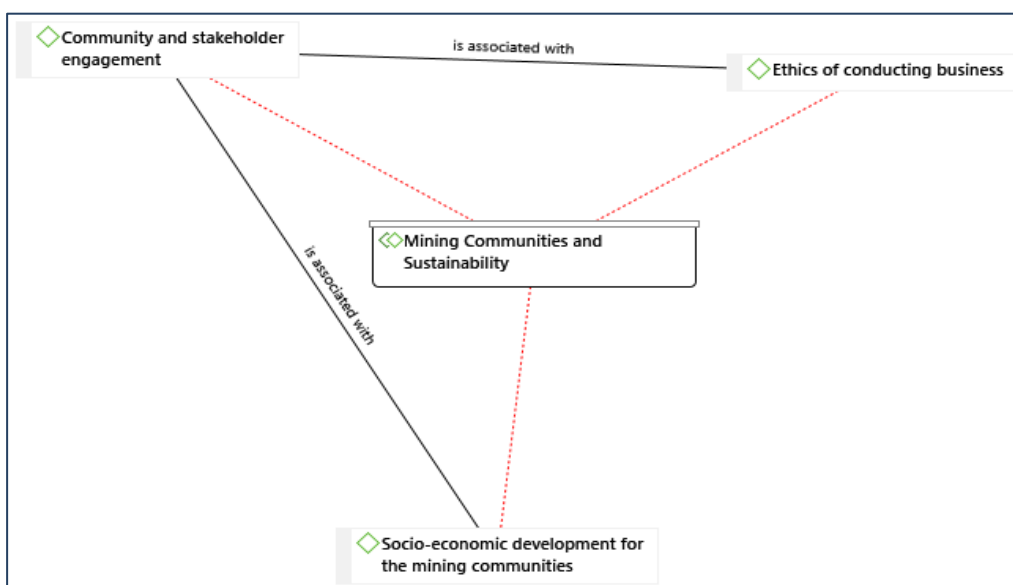 Community and stakeholder
engagement
is associated with
Ethics of conducting business
Mining Communities and
Sustainability
is associated with
Socio-economic development for
the mining communities